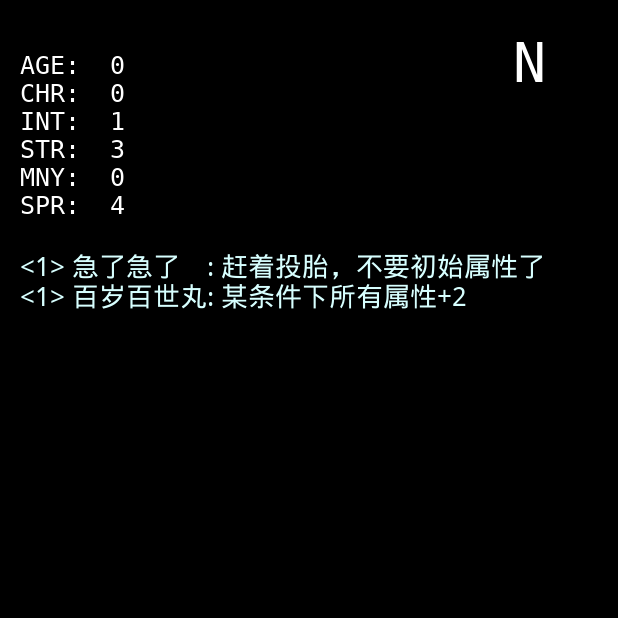 N
AGE:  0
CHR:  0
INT:  1
STR:  3
MNY:  0
SPR:  4
<1> 急了急了　: 赶着投胎，不要初始属性了
<1> 百岁百世丸: 某条件下所有属性+2